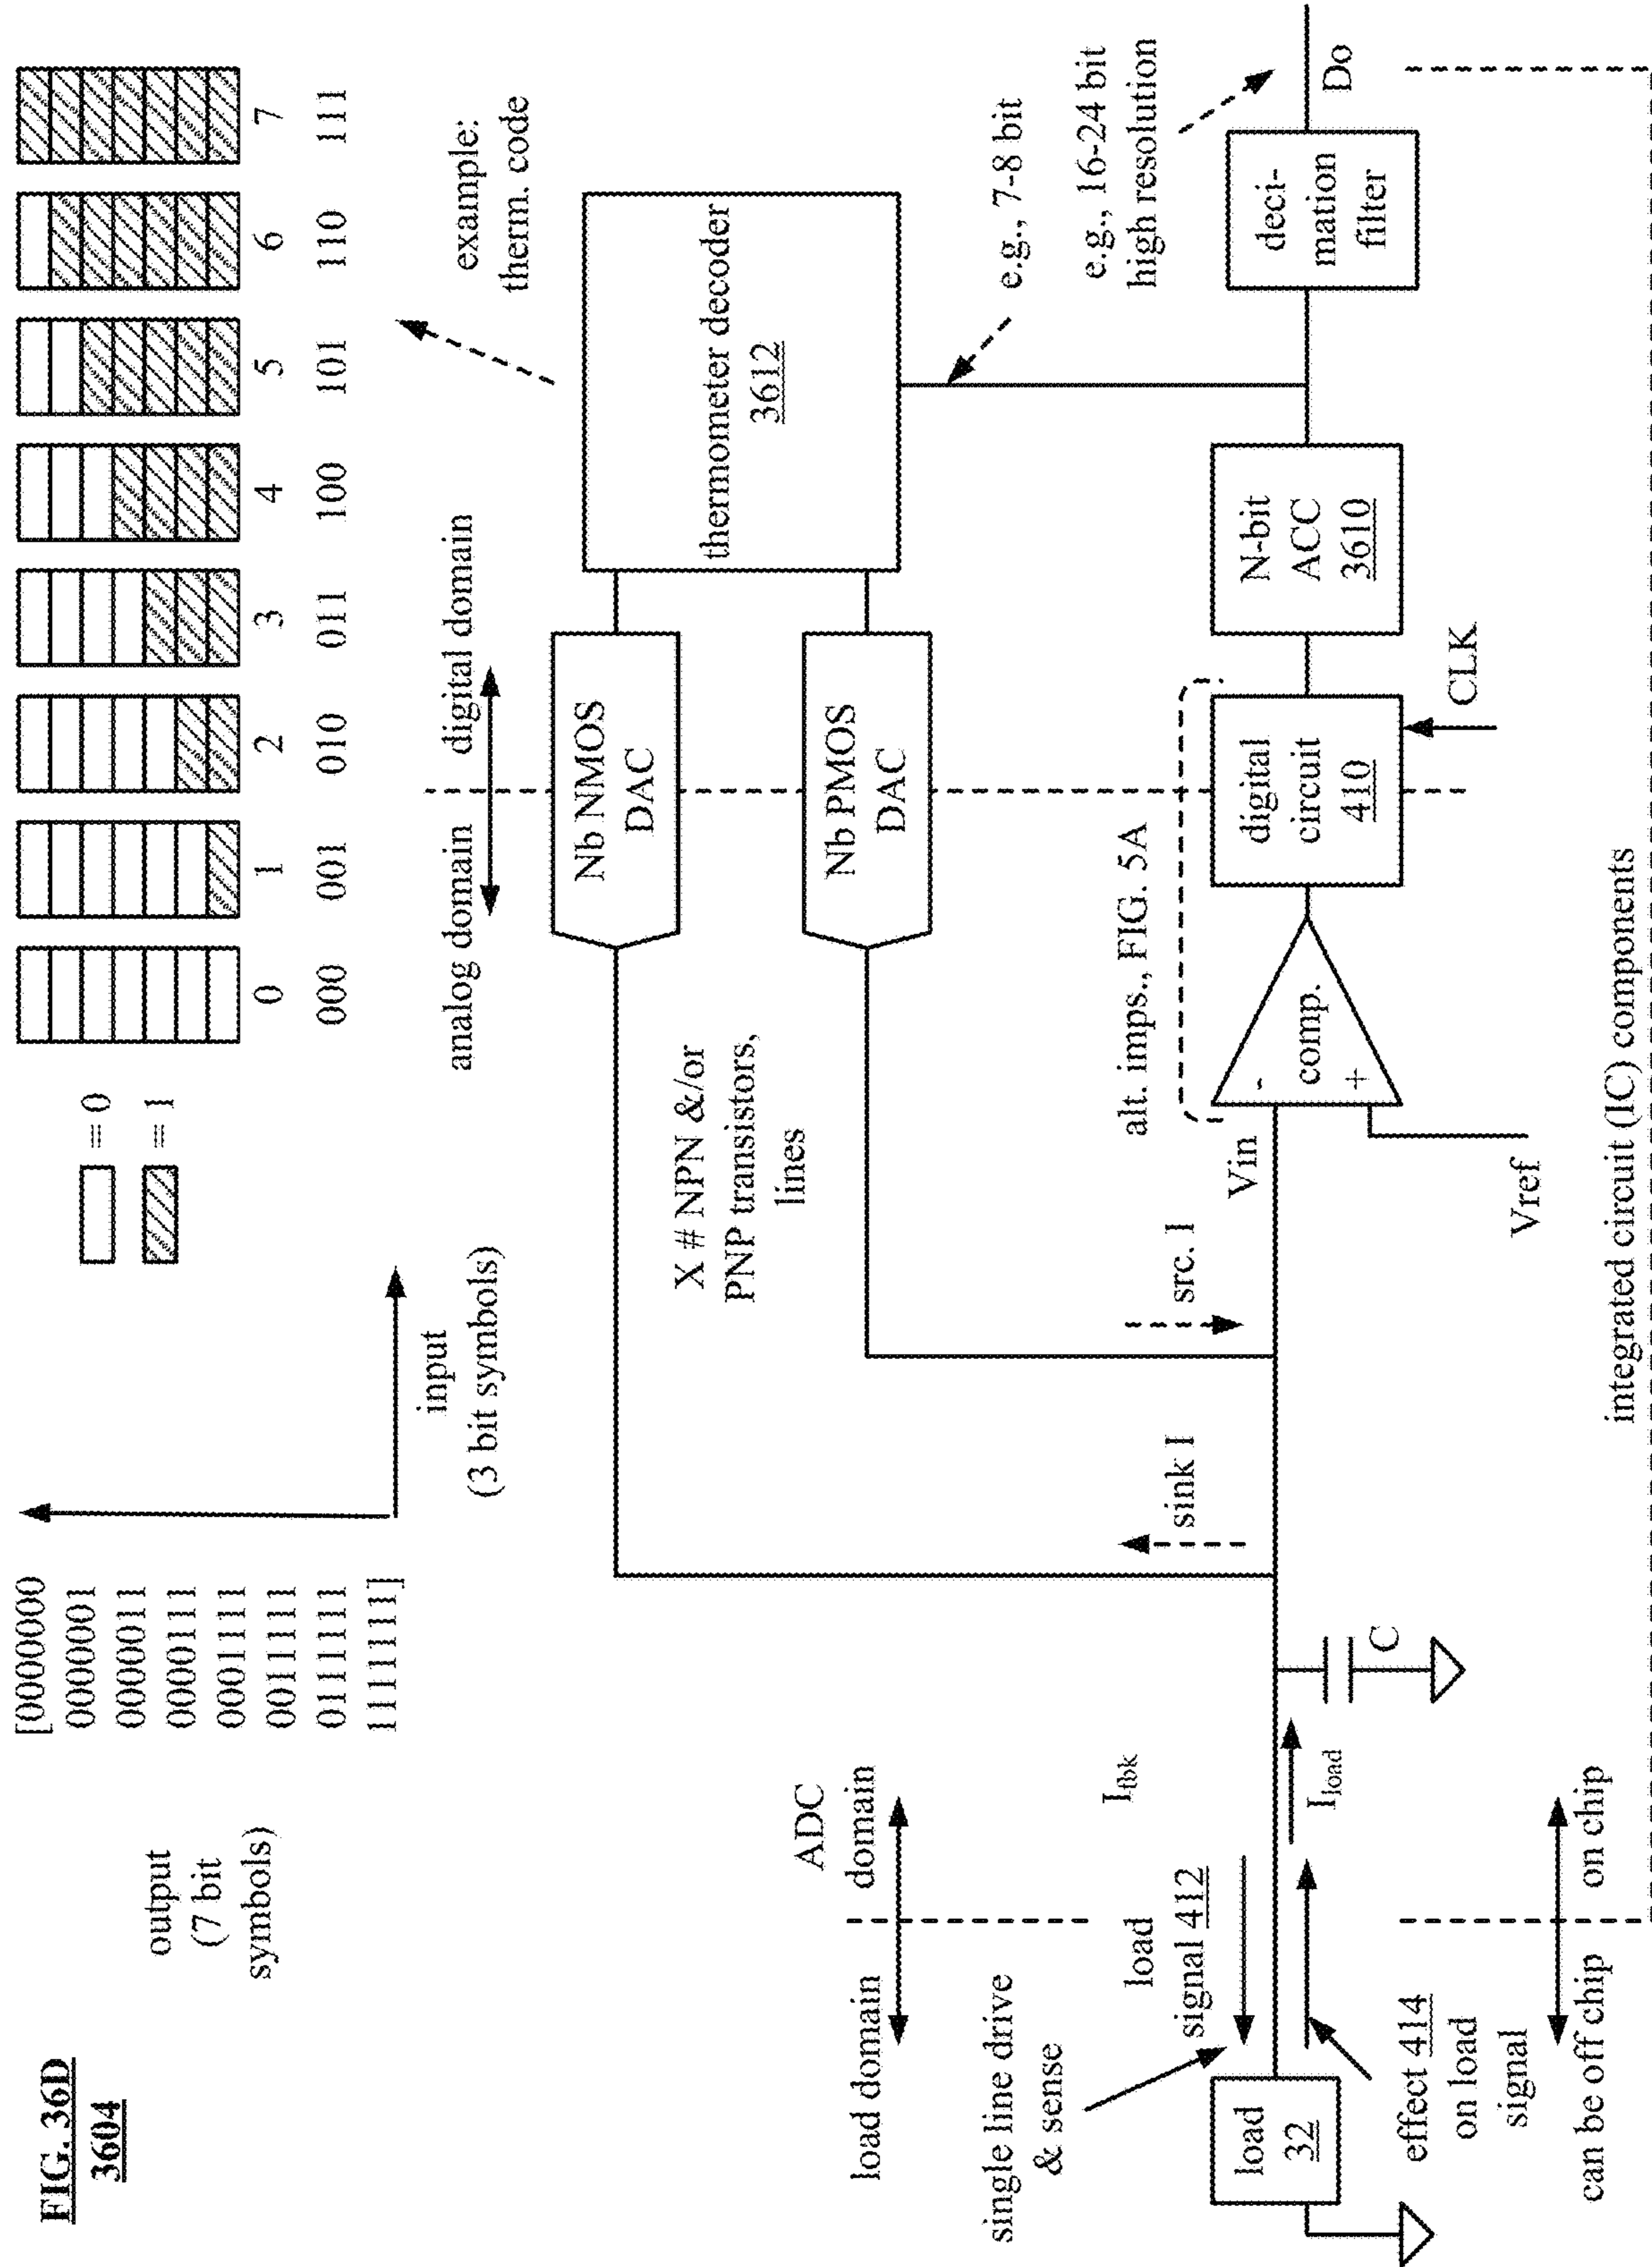 FIG. 36D
3604
output
(7 bit
symbols)
[0000000
0000001
0000011
0000111
0001111
0011111
0111111
1111111]
input
(3 bit symbols)
= 0
= 1
0
1
2
3
4
5
6
7
000
001
010
011
100
101
110
111
example:
therm. code
analog domain
digital domain
load domain
ADC
domain
X # NPN &/or
PNP transistors,
lines
Nb NMOS
DAC
Nb PMOS
DAC
thermometer decoder
3612
e.g., 7-8 bit
e.g., 16-24 bit
high resolution
single line drive
& sense
load
signal 412
Ifbk
sink I
src. I
alt. imps., FIG. 5A
load
32
effect 414
on load
signal
Iload
C
Vin
Vref
-
comp.
+
digital
circuit
410
CLK
N-bit
ACC
3610
deci-
mation
filter
Do
can be off chip
on chip
integrated circuit (IC) components